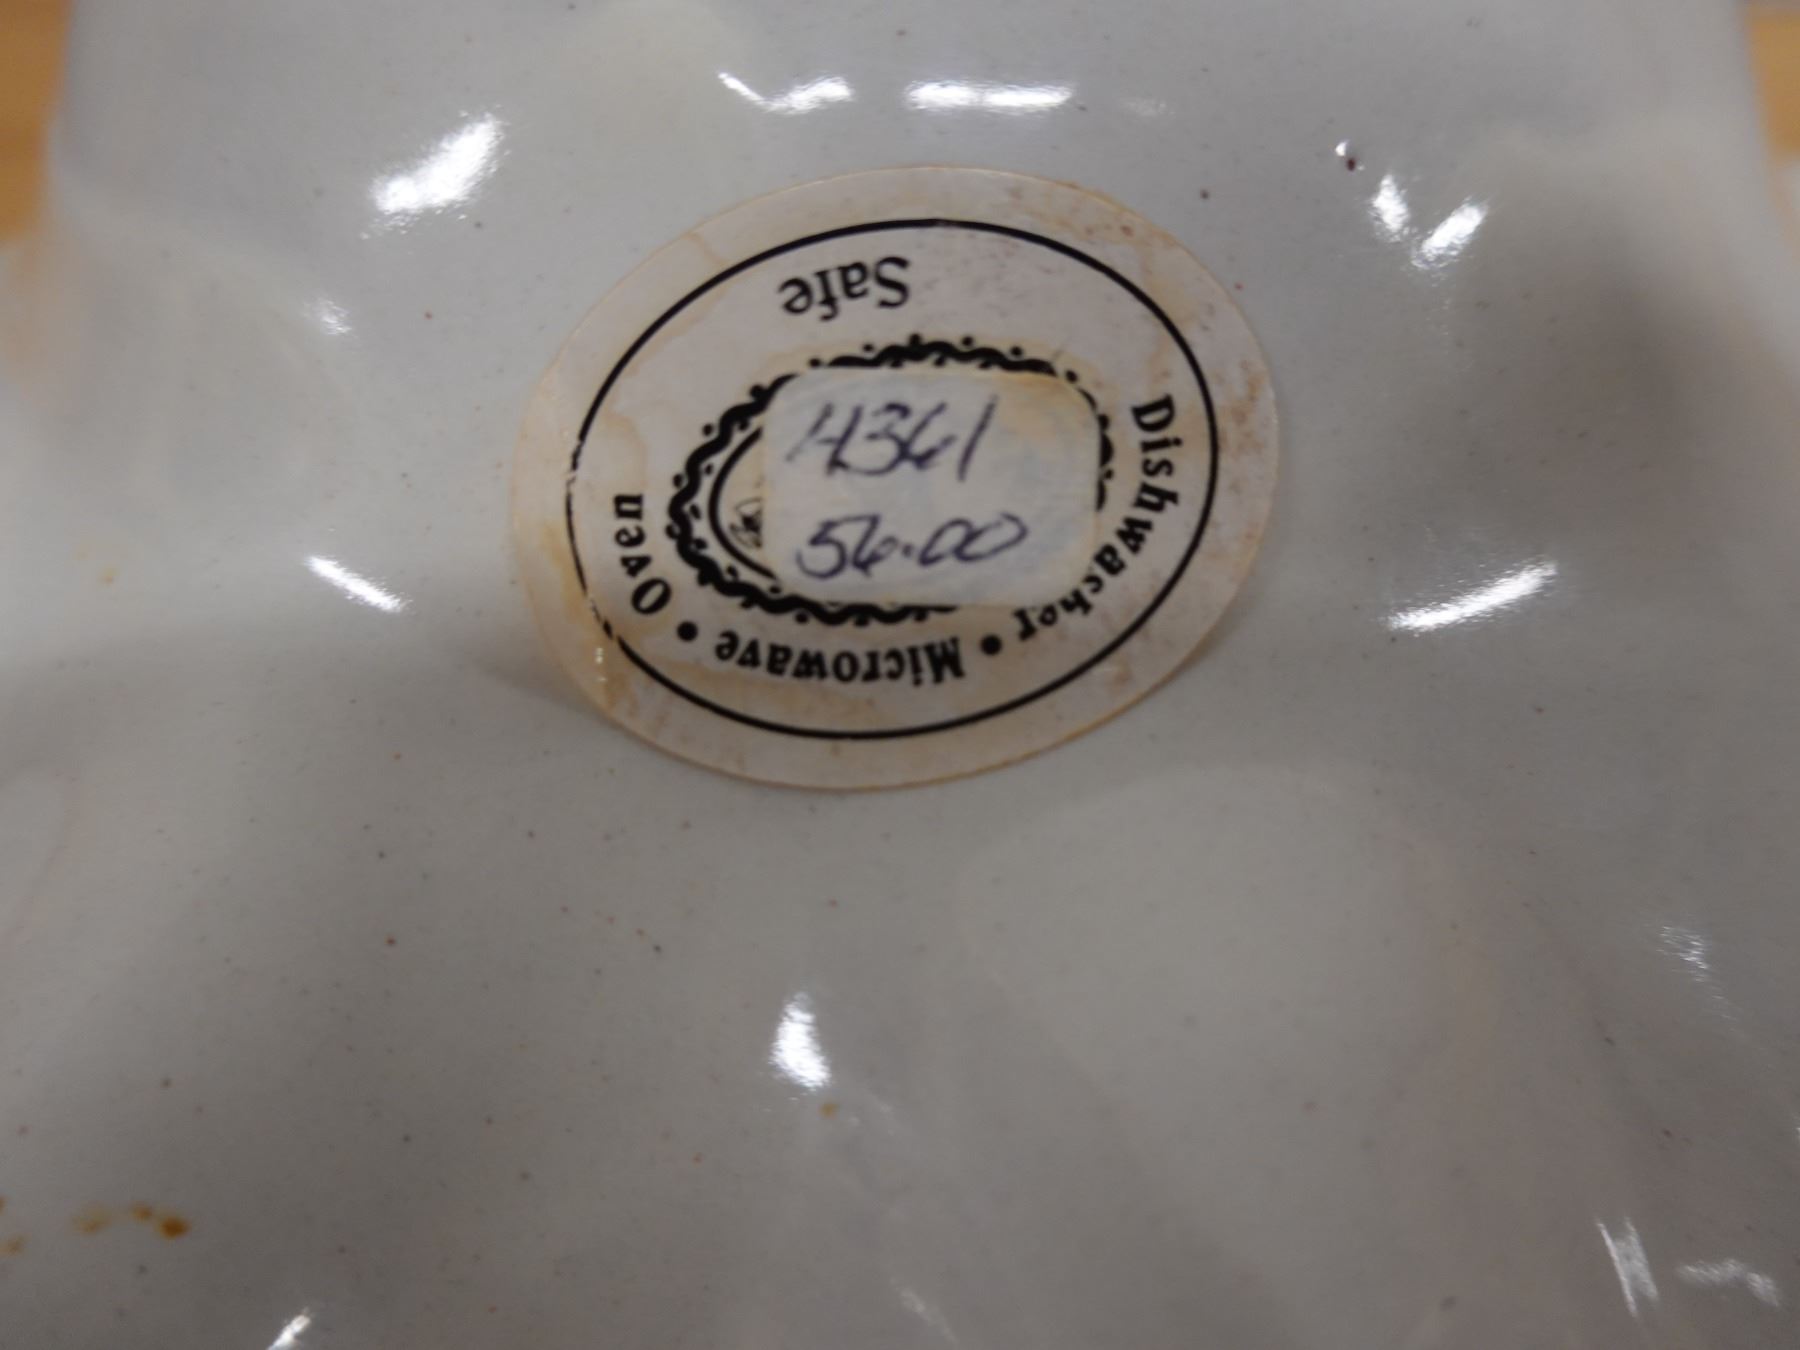 4361
56.00
Dishwasher • Microwave • Oven
Safe